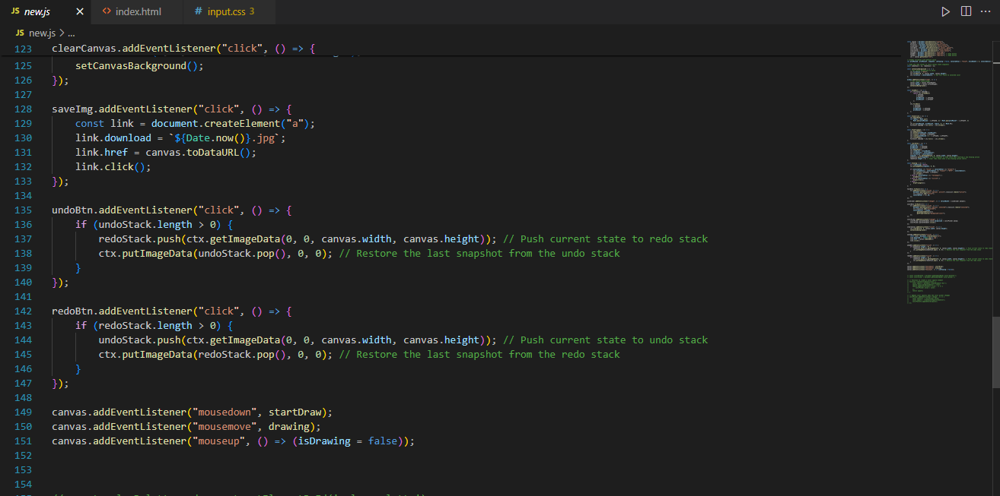 JS new.js × <> index.html # input.css 3
JS new.js > ...
123 clearCanvas.addEventListener("click", () => {
125 setCanvasBackground();
126 });
127
128 saveImg.addEventListener("click", () => {
129 const link = document.createElement("a");
130 link.download = `${Date.now()}.jpg`;
131 link.href = canvas.toDataURL();
132 link.click();
133 });
134
135 undoBtn.addEventListener("click", () => {
136 if (undoStack.length > 0) {
137 redoStack.push(ctx.getImageData(0, 0, canvas.width, canvas.height)); // Push current state to redo stack
138 ctx.putImageData(undoStack.pop(), 0, 0); // Restore the last snapshot from the undo stack
139 }
140 });
141
142 redoBtn.addEventListener("click", () => {
143 if (redoStack.length > 0) {
144 undoStack.push(ctx.getImageData(0, 0, canvas.width, canvas.height)); // Push current state to undo stack
145 ctx.putImageData(redoStack.pop(), 0, 0); // Restore the last snapshot from the redo stack
146 }
147 });
148
149 canvas.addEventListener("mousedown", startDraw);
150 canvas.addEventListener("mousemove", drawing);
151 canvas.addEventListener("mouseup", () => (isDrawing = false));
152
153
154